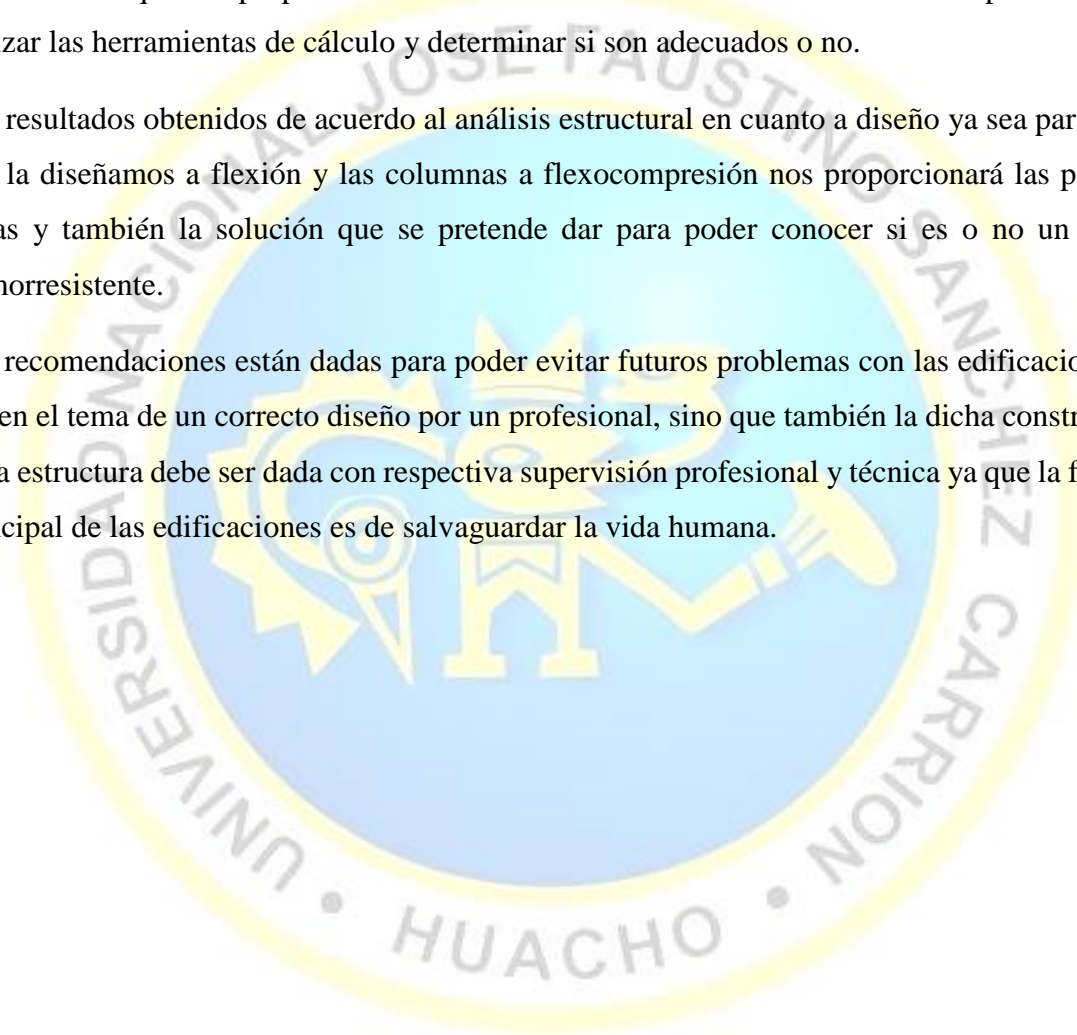 izar las herramientas de cálculo y determinar si son adecuados o no.
resultados obtenidos de acuerdo al análisis estructural en cuanto a diseño ya sea par
la diseñamos a flexión y las columnas a flexocompresión nos proporcionará las p
as y también la solución que se pretende dar para poder conocer si es o no un
morresistente.
recomendaciones están dadas para poder evitar futuros problemas con las edificacio
en el tema de un correcto diseño por un profesional, sino que también la dicha constr
a estructura debe ser dada con respectiva supervisión profesional y técnica ya que la f
cipal de las edificaciones es de salvaguardar la vida humana.
UNIVERSIDAD NACIONAL JOSE FAUSTINO SANCHEZ CARRION
• HUACHO •